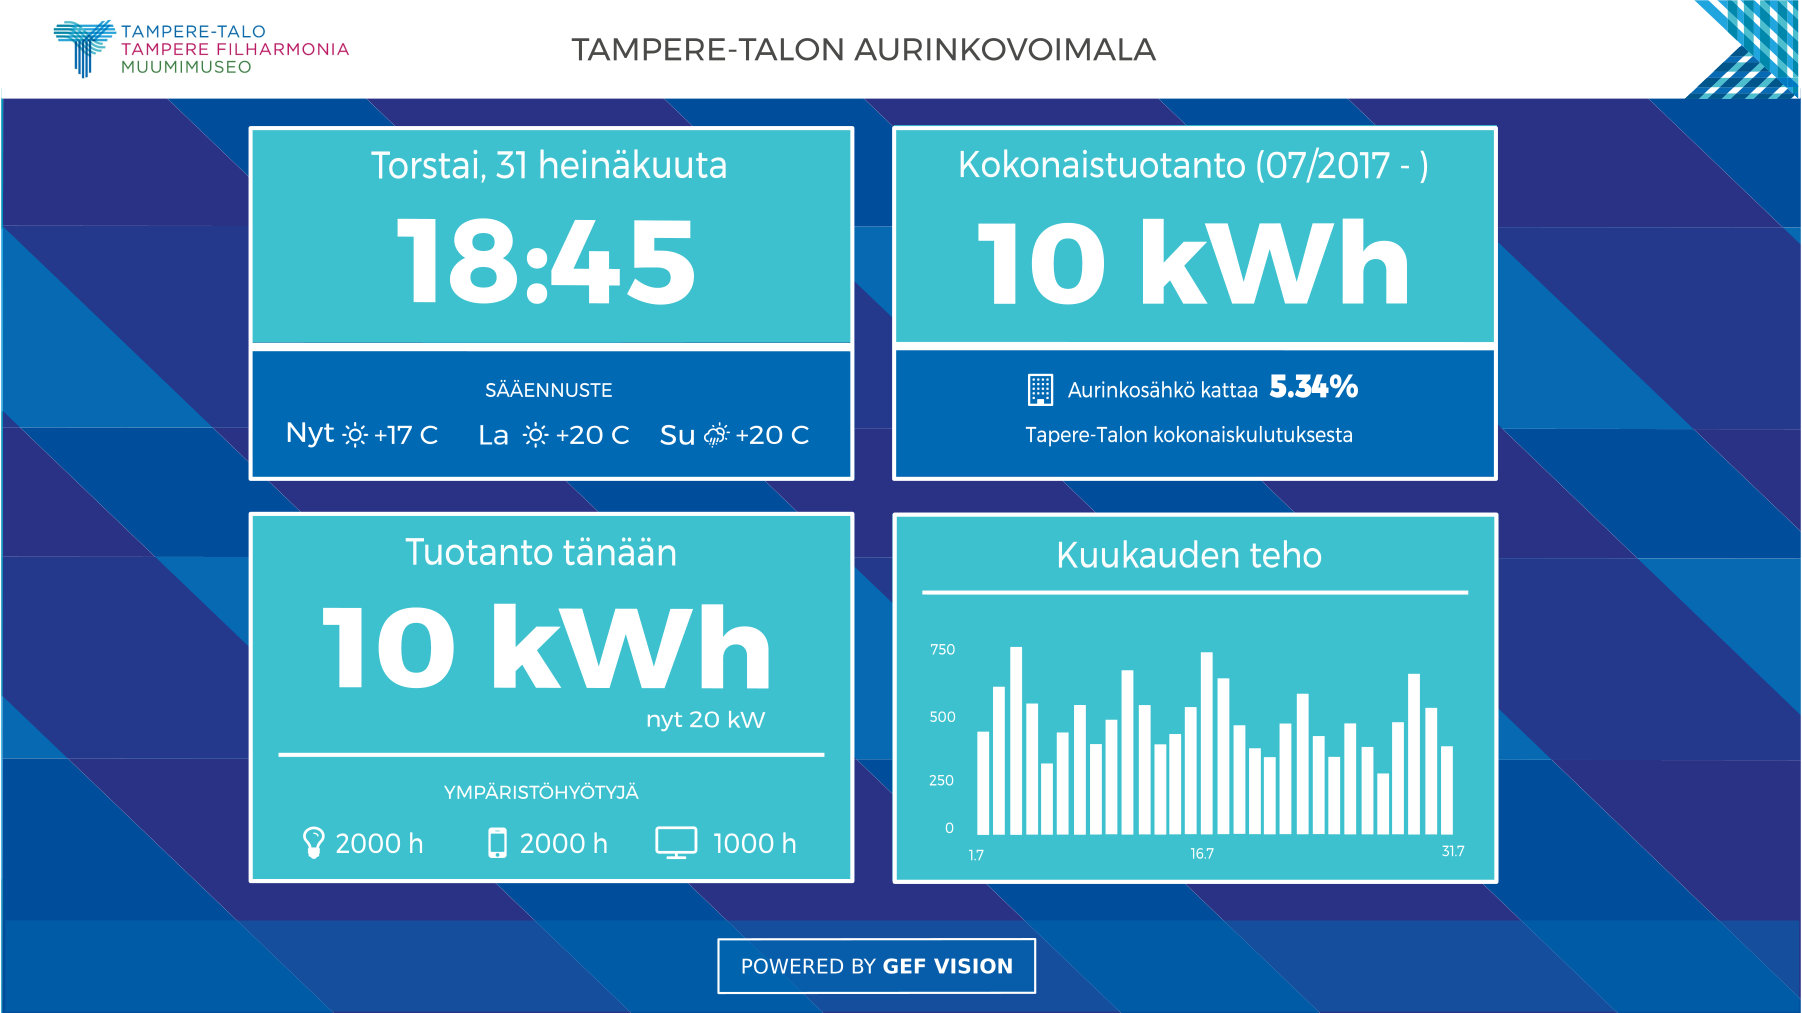 TAMPERE-TALO
TAMPERE FILHARMONIA
MUUMIMUSEO
TAMPERE-TALON AURINKOVOIMALA
Torstai, 31 heinäkuuta
18:45
SÄÄENNUSTE
Nyt +17 C La +20 C Su +20 C
Kokonaistuotanto (07/2017 - )
10 kWh
Aurinkosähkö kattaa 5.34%
Tapere-Talon kokonaiskulutuksesta
Tuotanto tänään
10 kWh
nyt 20 kW
YMPÄRISTÖHYÖTYJÄ
2000 h 2000 h 1000 h
Kuukauden teho
750
500
250
0
1.7 16.7 31.7
POWERED BY GEF VISION